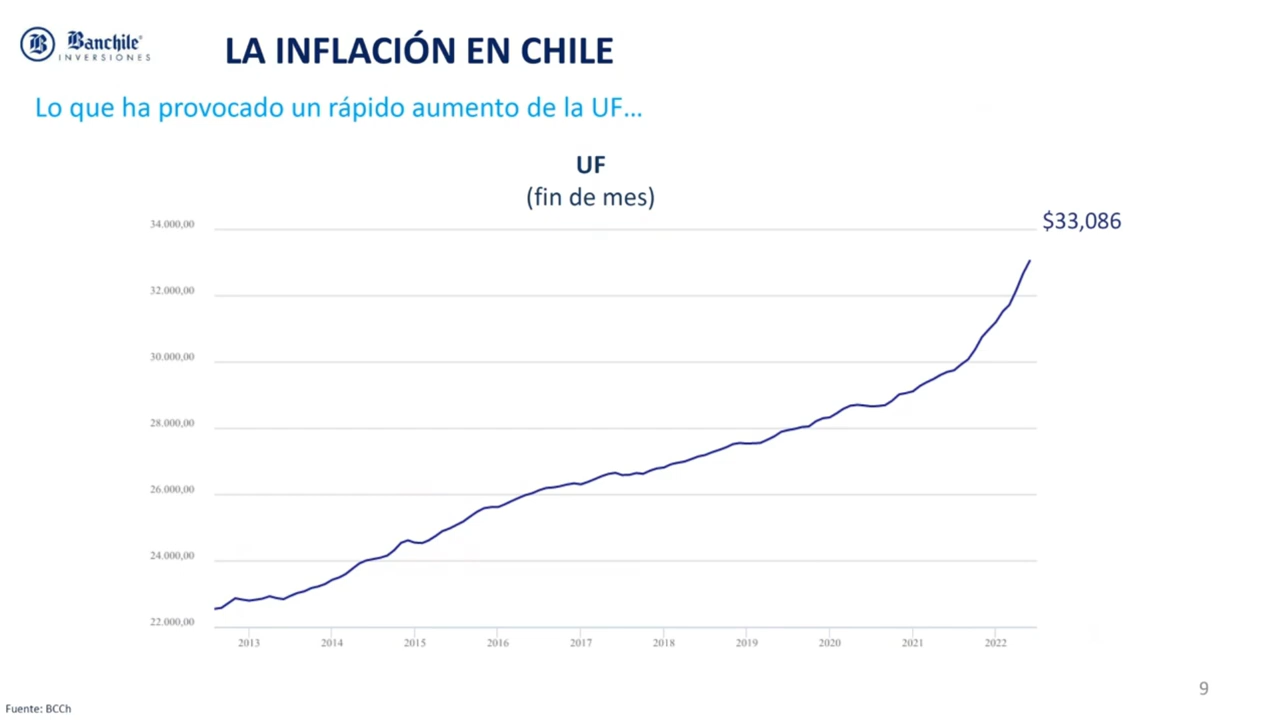 Banchile
INVERSIONES
LA INFLACIÓN EN CHILE
Lo que ha provocado un rápido aumento de la UF...
UF
(fin de mes)
$33,086
34.000,00
32.000,00
30.000,00
28.000,00
26.000,00
24.000,00
22.000,00
2013 2014 2015 2016 2017 2018 2019 2020 2021 2022
9
Fuente: BCCh